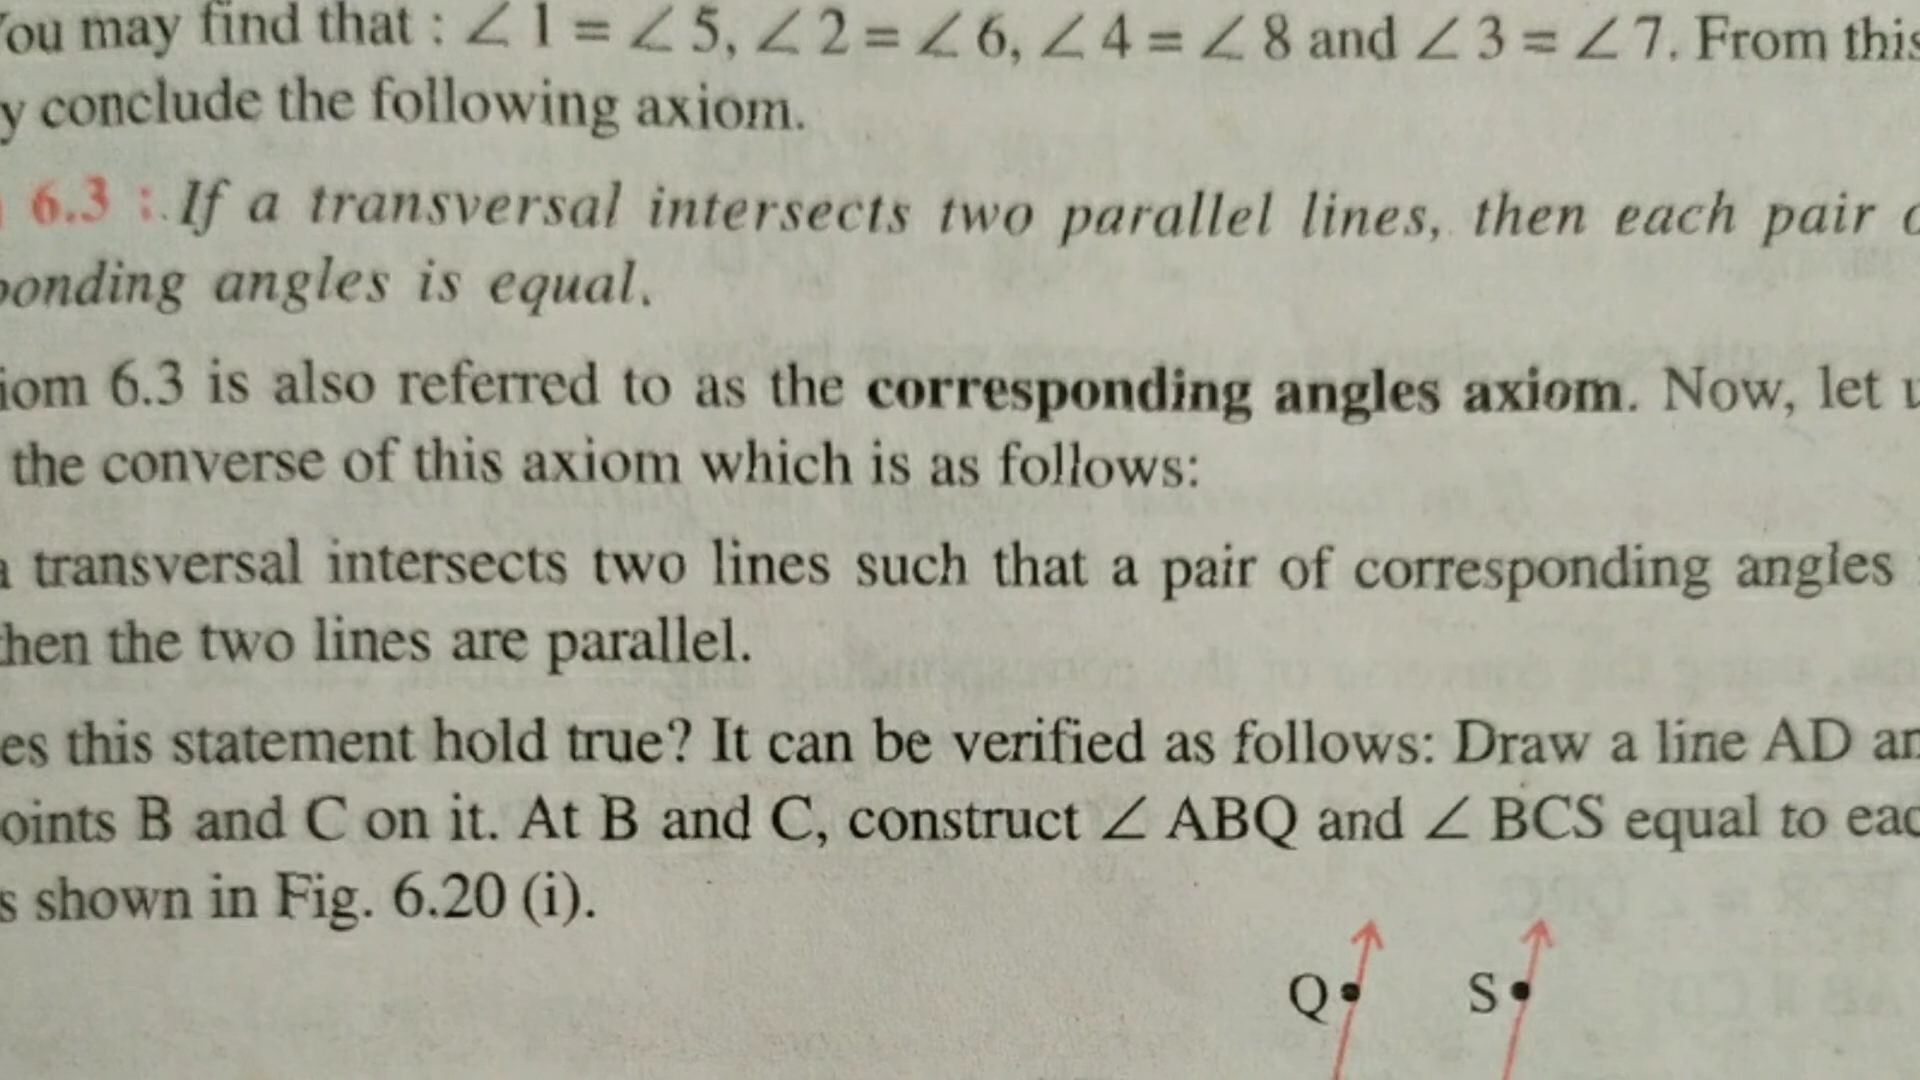 You may find that : ∠ 1 = ∠ 5, ∠ 2 = ∠ 6, ∠ 4 = ∠ 8 and ∠ 3 = ∠ 7. From this
y conclude the following axiom.
6.3 : If a transversal intersects two parallel lines, then each pair
ponding angles is equal.
iom 6.3 is also referred to as the corresponding angles axiom. Now, let
the converse of this axiom which is as follows:
a transversal intersects two lines such that a pair of corresponding angles
then the two lines are parallel.
es this statement hold true? It can be verified as follows: Draw a line AD an
oints B and C on it. At B and C, construct ∠ ABQ and ∠ BCS equal to eac
s shown in Fig. 6.20 (i).
Q S